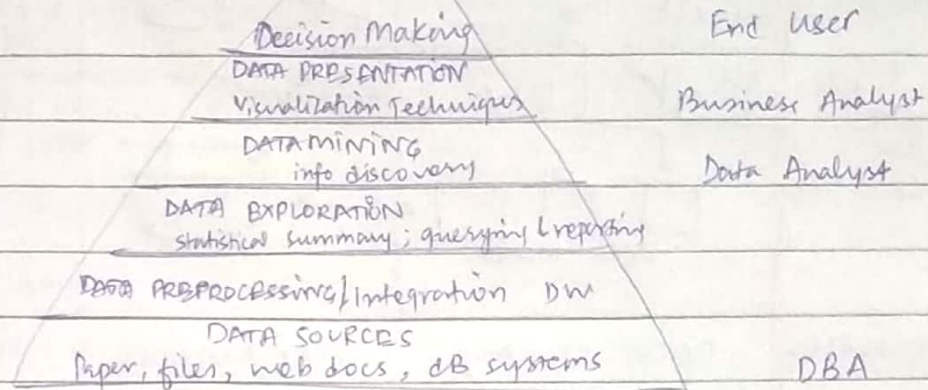 Decision Making End User
DATA PRESENTATION
Visualization Techniques Business Analyst
DATA MINING
info discovery Data Analyst
DATA EXPLORATION
statistical summary; querying & reporting
DATA PREPROCESSING/Integration DW
DATA SOURCES
Paper, files, web docs, dB systems DBA